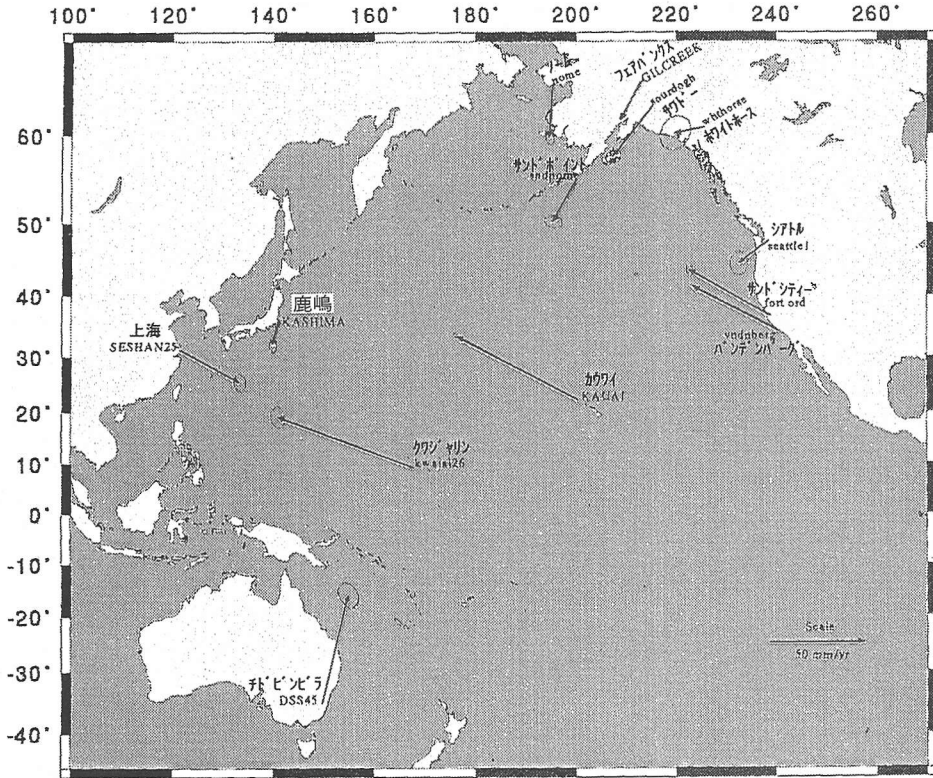 100° 120° 140° 160° 180° 200° 220° 240° 260°
60°
50°
40°
30°
20°
10°
0°
-10°
-20°
-30°
-40°
ノーム
nome
フェアバンクス
GILCREEK
sourdogh
サワドー
whthorse
ホワイトホース
サンドポイント
sndpoint
シアトル
seattle1
サンドシティー
fort ord
vndnberg
バンデンバーグ
鹿嶋
KASHIMA
上海
SESHAN25
カウワイ
KAUAI
クワジャリン
kwajal26
チドビンビラ
DSS45
Scale
50 mm/yr